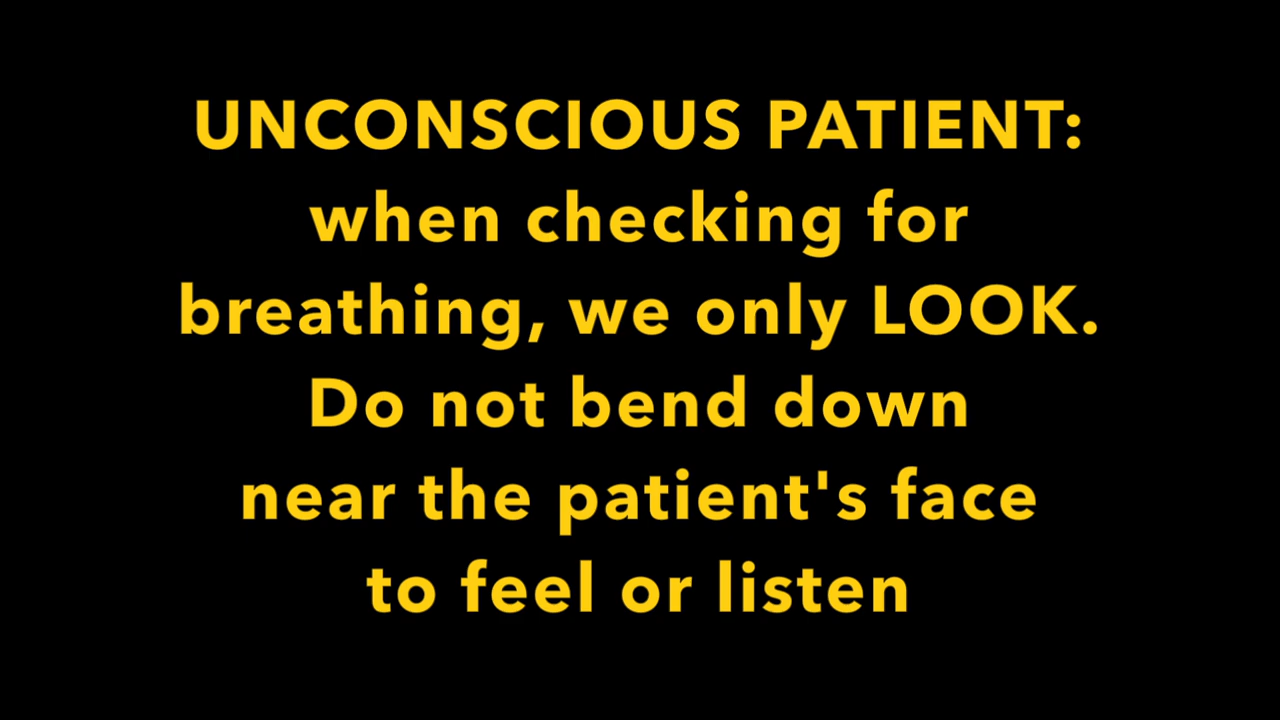 UNCONSCIOUS PATIENT:
when checking for
breathing, we only LOOK.
Do not bend down
near the patient's face
to feel or listen